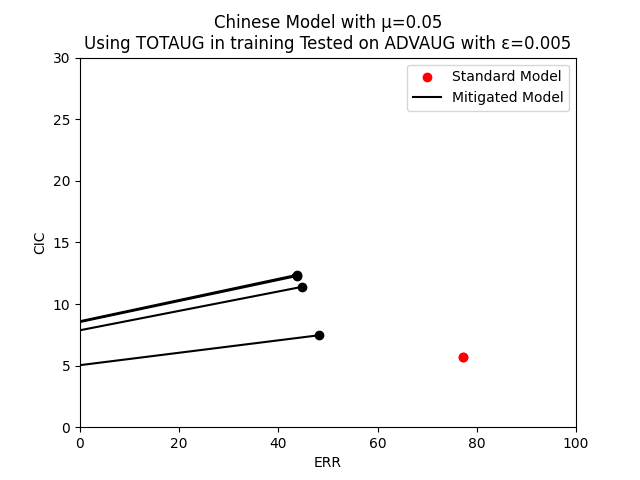 Chinese Model with μ=0.05
Using TOTAUG in training Tested on ADVAUG with ε=0.005
Standard Model
Mitigated Model
CIC
30
25
20
15
10
5
0
0 20 40 60 80 100
ERR